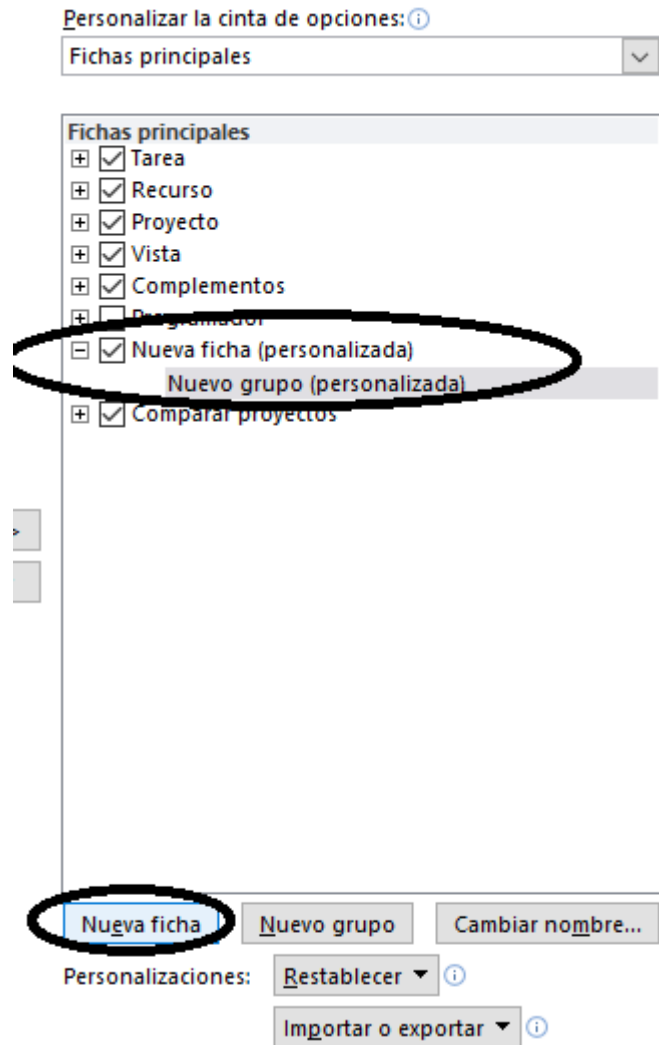 Personalizar la cinta de opciones:
Fichas principales
Fichas principales
Tarea
Recurso
Proyecto
Vista
Complementos
Programador
Nueva ficha (personalizada)
Nuevo grupo (personalizada)
Comparar proyectos
>
Nueva ficha Nuevo grupo Cambiar nombre...
Personalizaciones: Restablecer
Importar o exportar